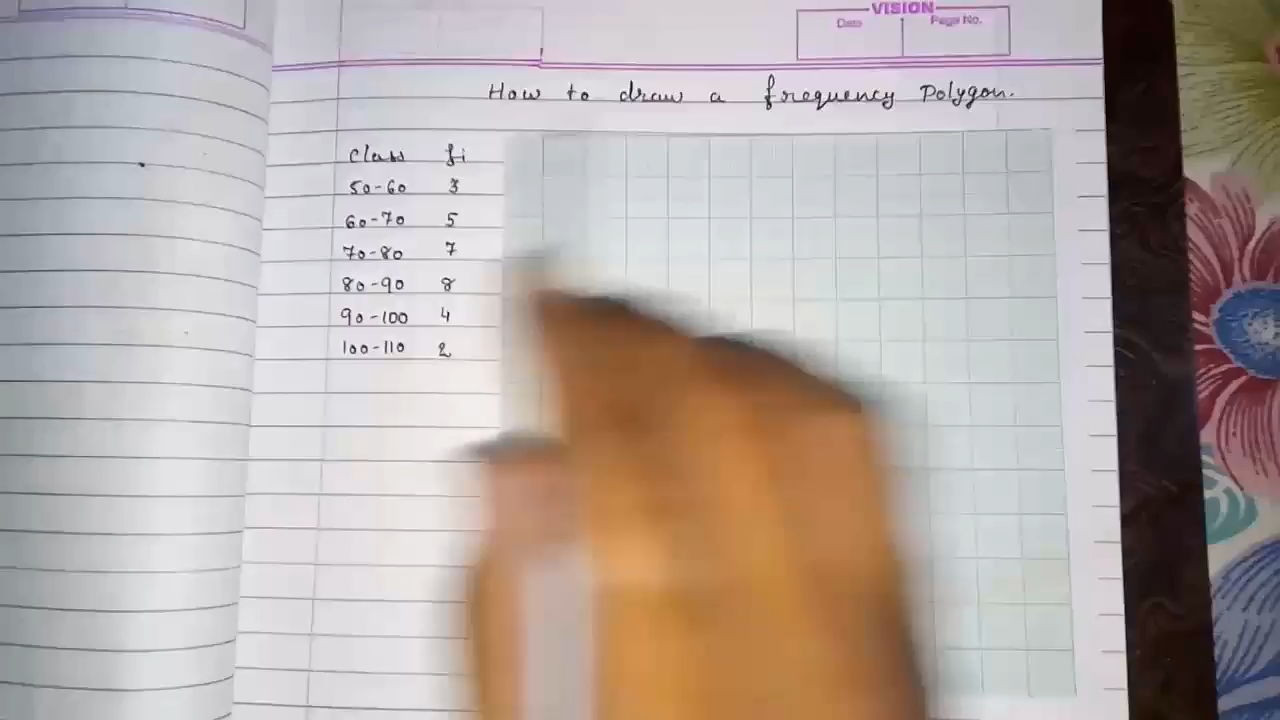 VISION
Date Page No.
How to draw a frequency Polygon.
Class fi
50-60 3
60-70 5
70-80 7
80-90 8
90-100 4
100-110 2